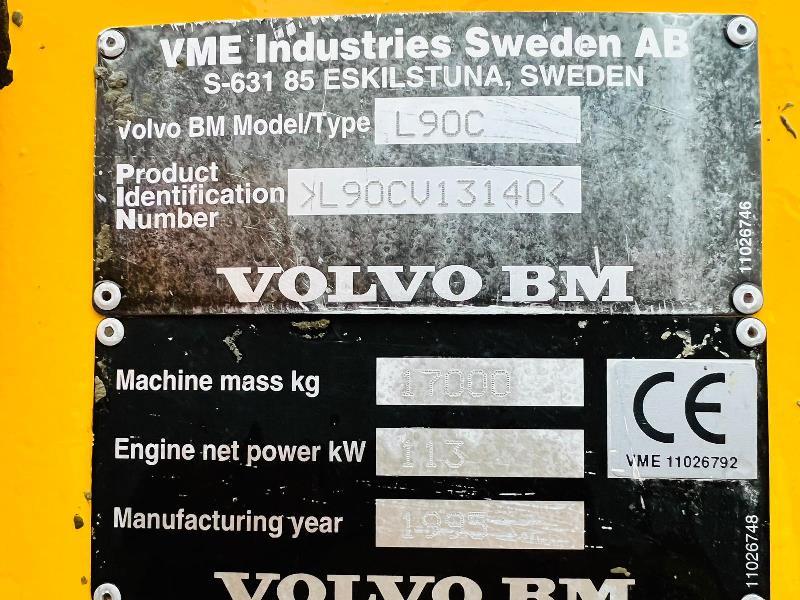 VME Industries Sweden AB
S-631 85 ESKILSTUNA, SWEDEN
Volvo BM Model/Type L90C
Product
Identification >L90CV13140<
Number
11026746
VOLVO BM
Machine mass kg 17000
Engine net power kW 113
Manufacturing year 1995
CE
VME 11026792
11026748
VOLVO BM